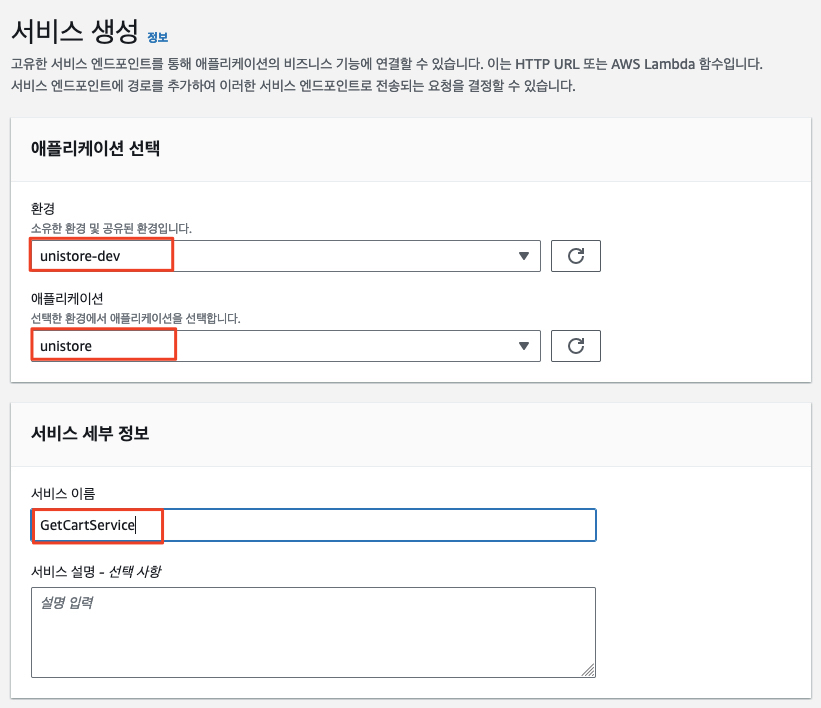 서비스 생성 정보
고유한 서비스 엔드포인트를 통해 애플리케이션의 비즈니스 기능에 연결할 수 있습니다. 이는 HTTP URL 또는 AWS Lambda 함수입니다.
서비스 엔드포인트에 경로를 추가하여 이러한 서비스 엔드포인트로 전송되는 요청을 결정할 수 있습니다.
애플리케이션 선택
환경
소유한 환경 및 공유된 환경입니다.
unistore-dev
애플리케이션
선택한 환경에서 애플리케이션을 선택합니다.
unistore
서비스 세부 정보
서비스 이름
GetCartService
서비스 설명 - 선택 사항
설명 입력